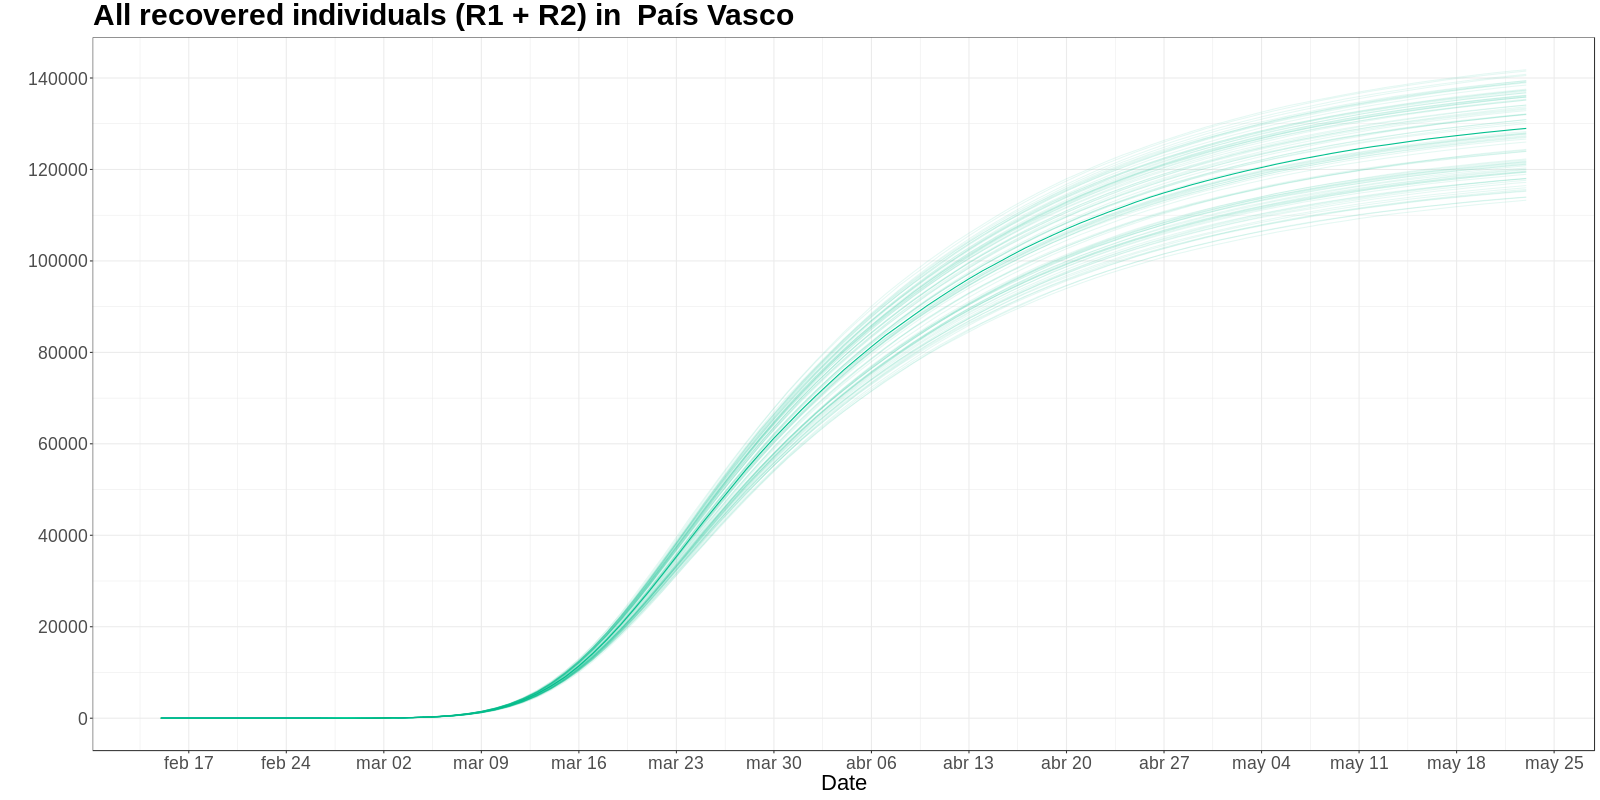 All recovered individuals (R1 + R2) in  País Vasco
140000
120000
100000
80000
60000
40000
20000
0
feb 17 feb 24 mar 02 mar 09 mar 16 mar 23 mar 30 abr 06 abr 13 abr 20 abr 27 may 04 may 11 may 18 may 25
Date